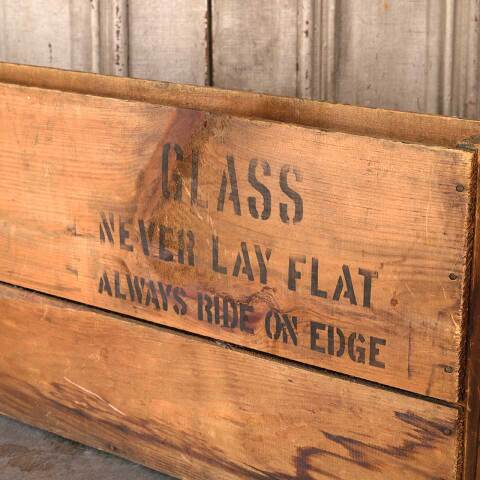 GLASS
NEVER LAY FLAT
ALWAYS RIDE ON EDGE